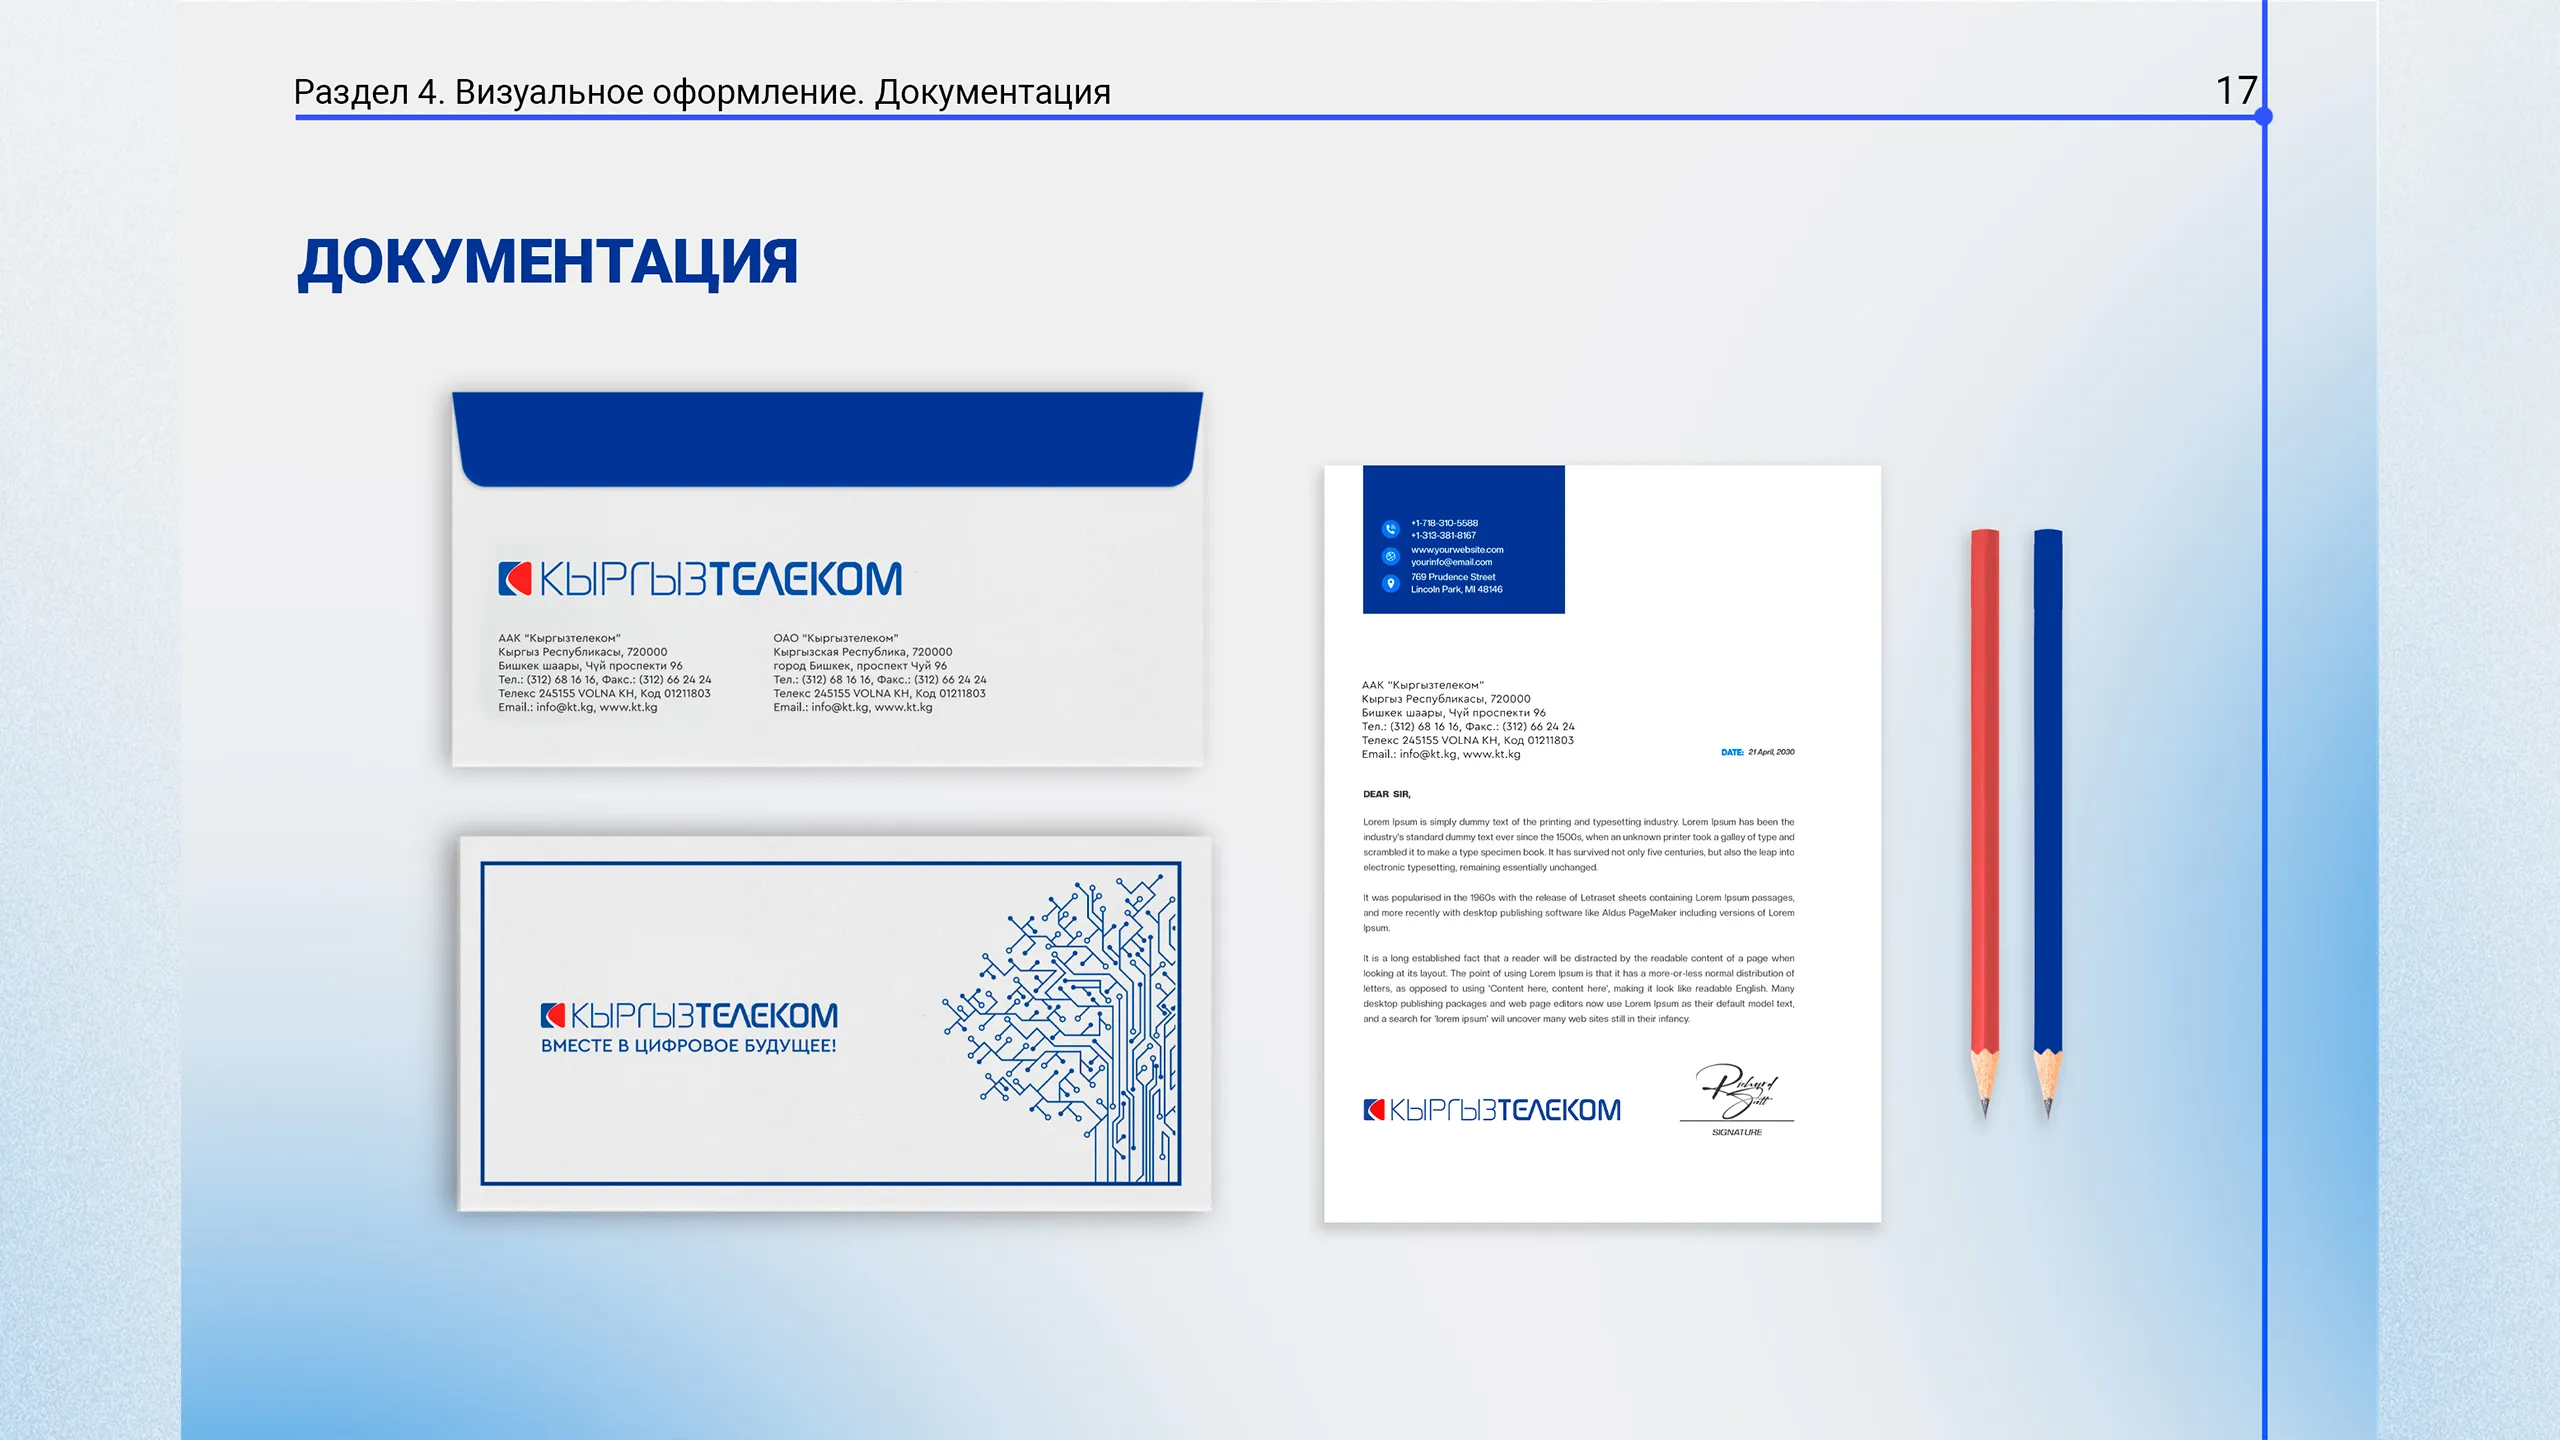 Раздел 4. Визуальное оформление. Документация
17
ДОКУМЕНТАЦИЯ
КЫРГЫЗТЕЛЕКОМ
ААК “Кыргызтелеком”
Кыргыз Республикасы, 720000
Бишкек шаары, Чүй проспекти 96
Тел.: (312) 68 16 16, Факс.: (312) 66 24 24
Телекс 245155 VOLNA KH, Код 01211803
Email.: info@kt.kg, www.kt.kg
ОАО “Кыргызтелеком”
Кыргызская Республика, 720000
город Бишкек, проспект Чуй 96
Тел.: (312) 68 16 16, Факс.: (312) 66 24 24
Телекс 245155 VOLNA KH, Код 01211803
Email.: info@kt.kg, www.kt.kg
КЫРГЫЗТЕЛЕКОМ
ВМЕСТЕ В ЦИФРОВОЕ БУДУЩЕЕ!
+1-718-310-5588
+1-313-381-8167
www.yourwebsite.com
yourinfo@email.com
769 Prudence Street
Lincoln Park, MI 48146
ААК “Кыргызтелеком”
Кыргыз Республикасы, 720000
Бишкек шаары, Чүй проспекти 96
Тел.: (312) 68 16 16, Факс.: (312) 66 24 24
Телекс 245155 VOLNA KH, Код 01211803
Email.: info@kt.kg, www.kt.kg
DATE: 21 April, 2030
DEAR SIR,
Lorem Ipsum is simply dummy text of the printing and typesetting industry. Lorem Ipsum has been the
industry's standard dummy text ever since the 1500s, when an unknown printer took a galley of type and
scrambled it to make a type specimen book. It has survived not only five centuries, but also the leap into
electronic typesetting, remaining essentially unchanged.
It was popularised in the 1960s with the release of Letraset sheets containing Lorem Ipsum passages,
and more recently with desktop publishing software like Aldus PageMaker including versions of Lorem
Ipsum.
It is a long established fact that a reader will be distracted by the readable content of a page when
looking at its layout. The point of using Lorem Ipsum is that it has a more-or-less normal distribution of
letters, as opposed to using 'Content here, content here', making it look like readable English. Many
desktop publishing packages and web page editors now use Lorem Ipsum as their default model text,
and a search for 'lorem ipsum' will uncover many web sites still in their infancy.
КЫРГЫЗТЕЛЕКОМ
Richard
Scott
SIGNATURE